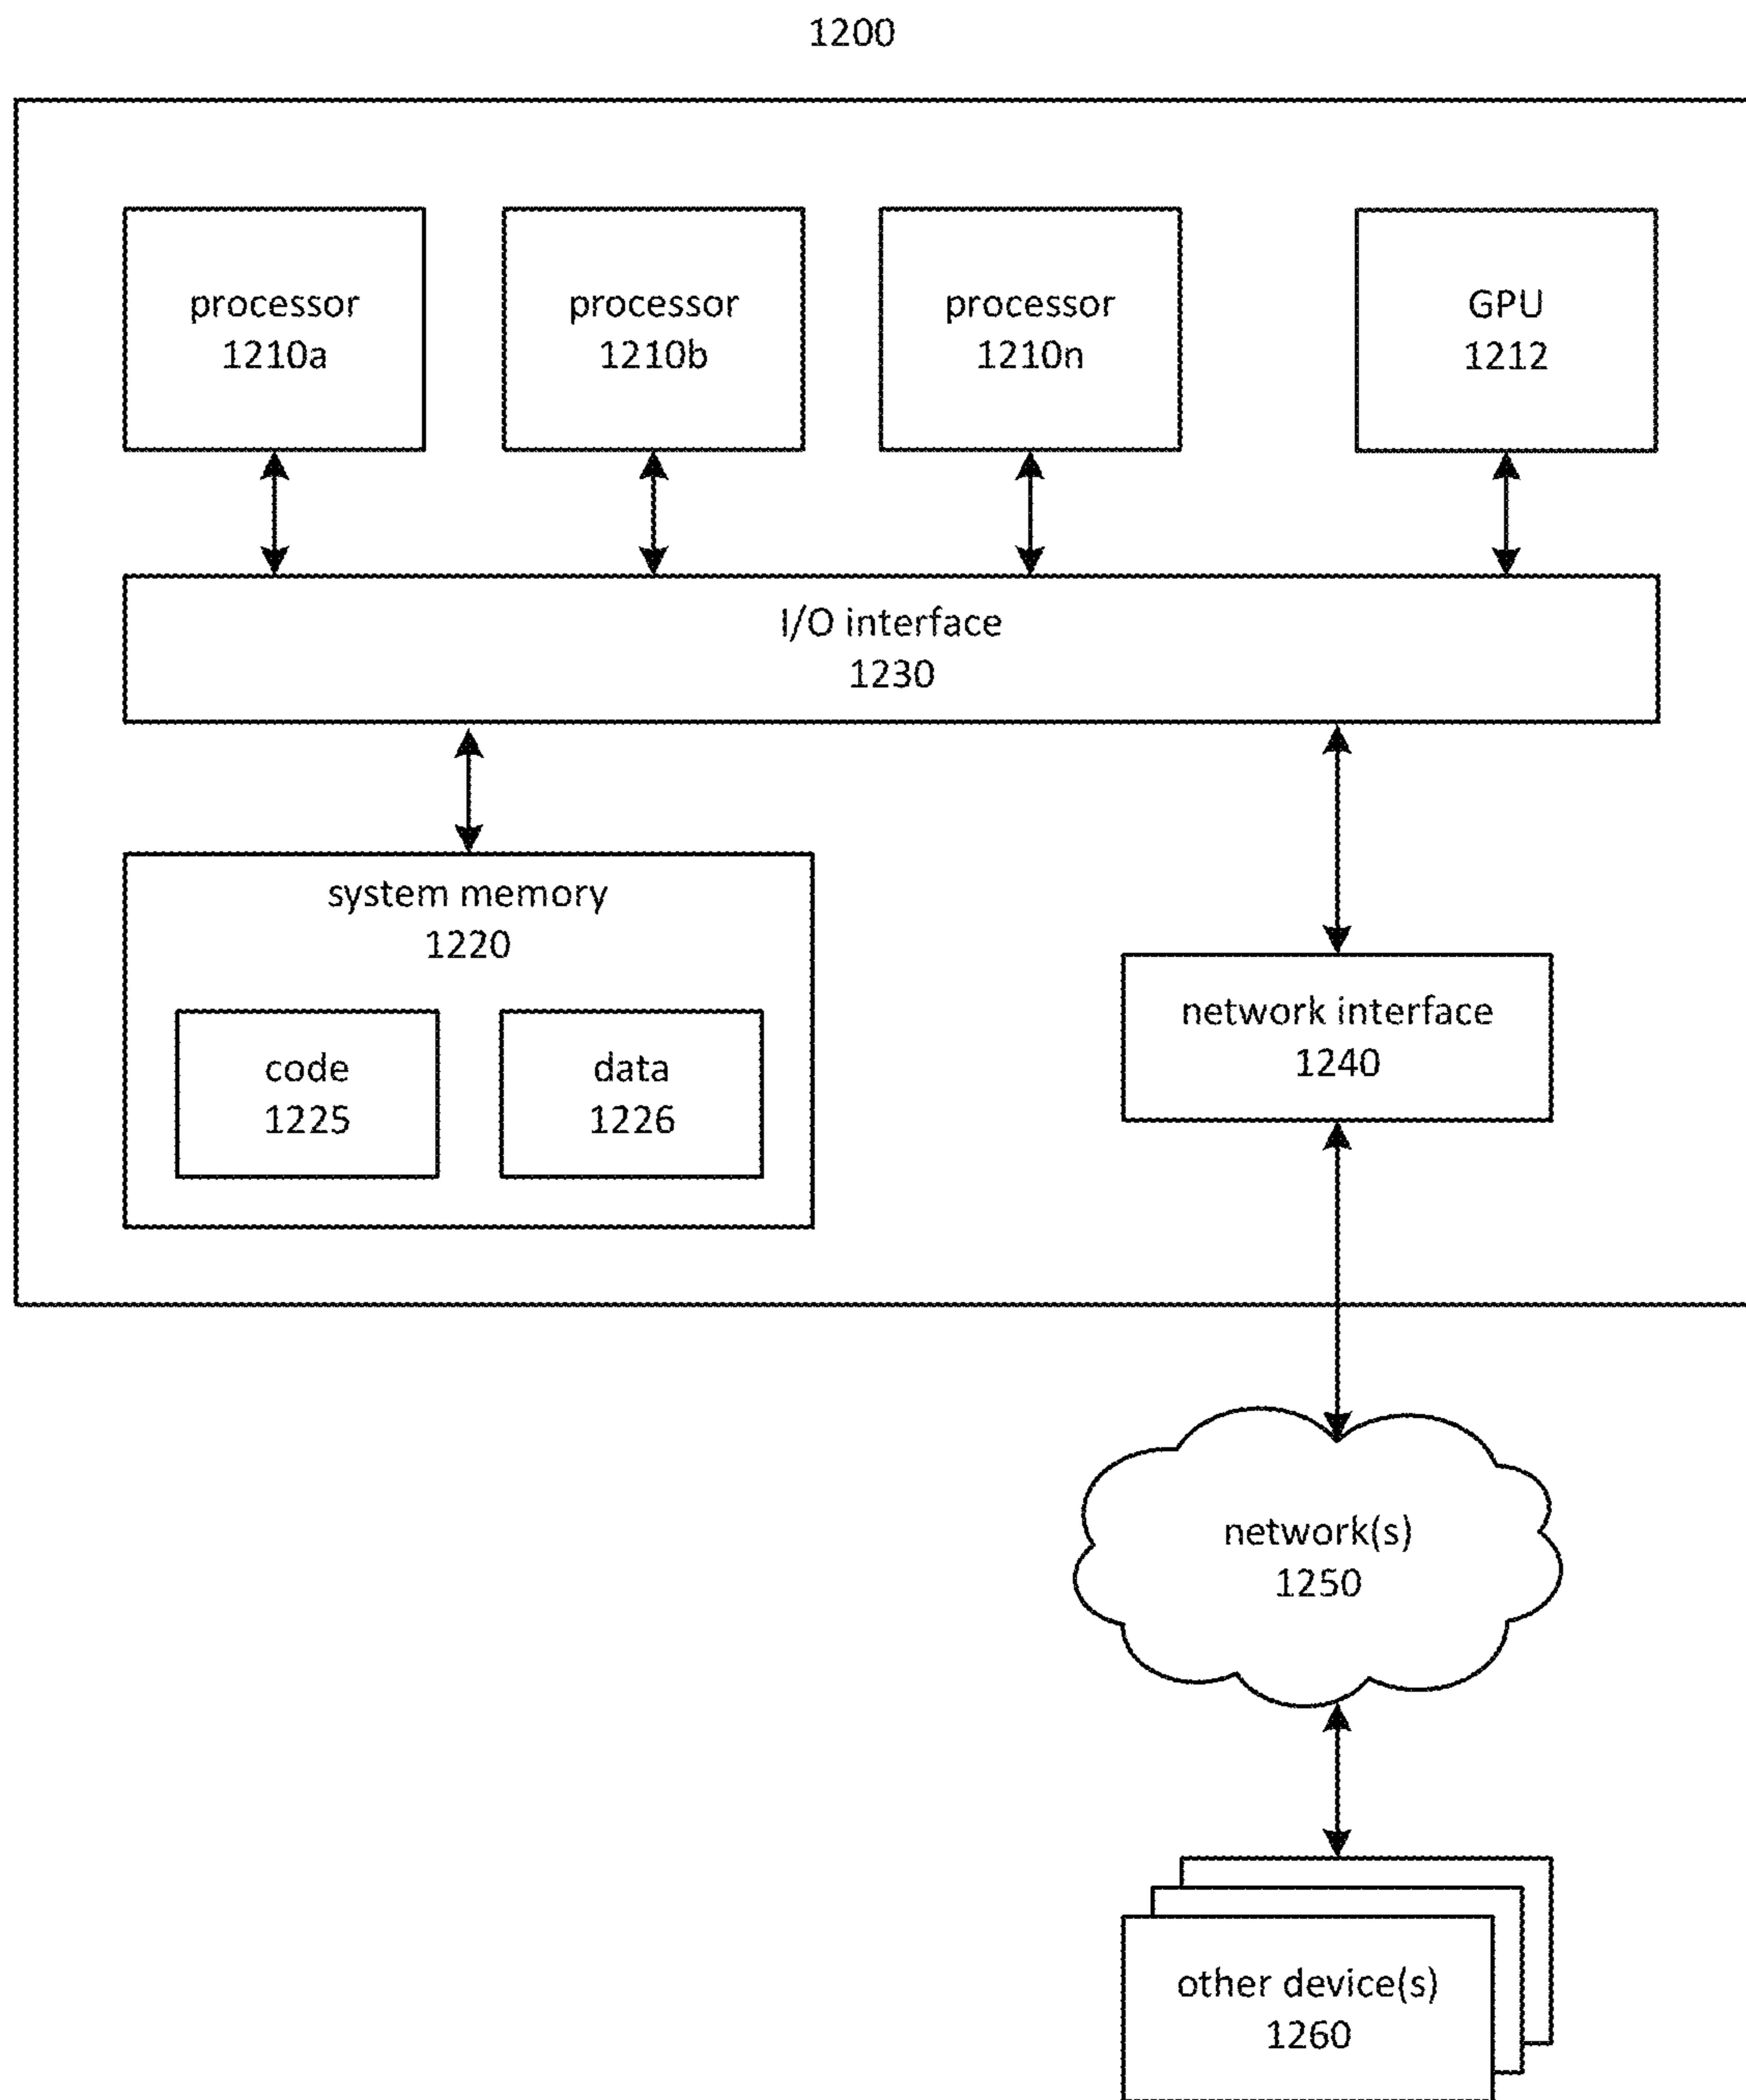 1200
processor
1210a
processor
1210b
processor
1210n
GPU
1212
I/O interface
1230
system memory
1220
code
1225
data
1226
network interface
1240
network(s)
1250
other device(s)
1260